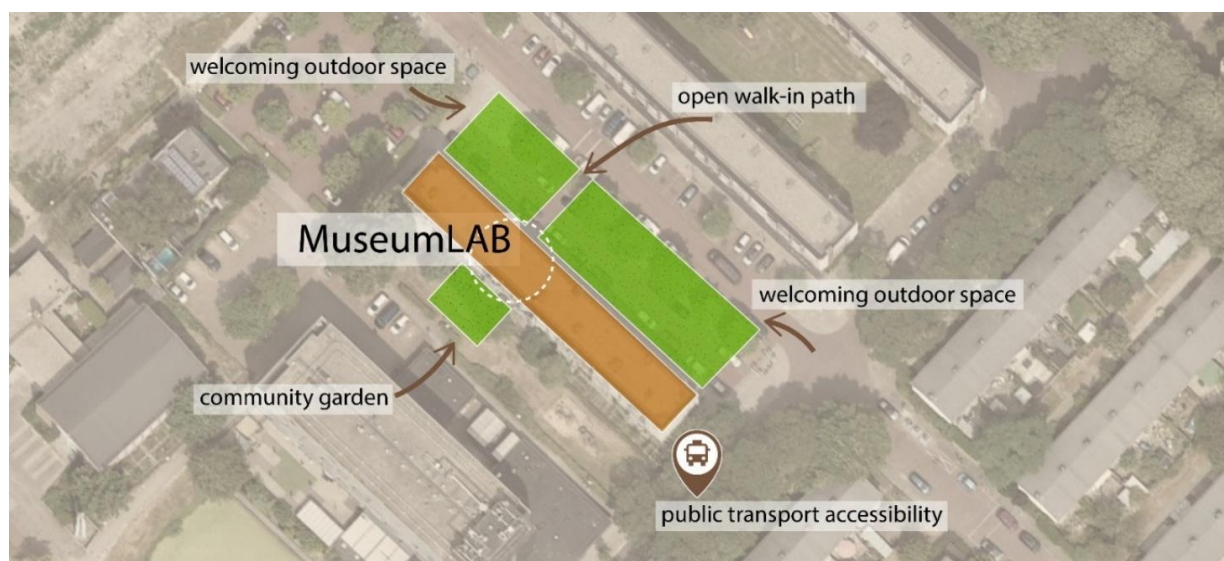 welcoming outdoor space
open walk-in path
MuseumLAB
welcoming outdoor space
community garden
public transport accessibility